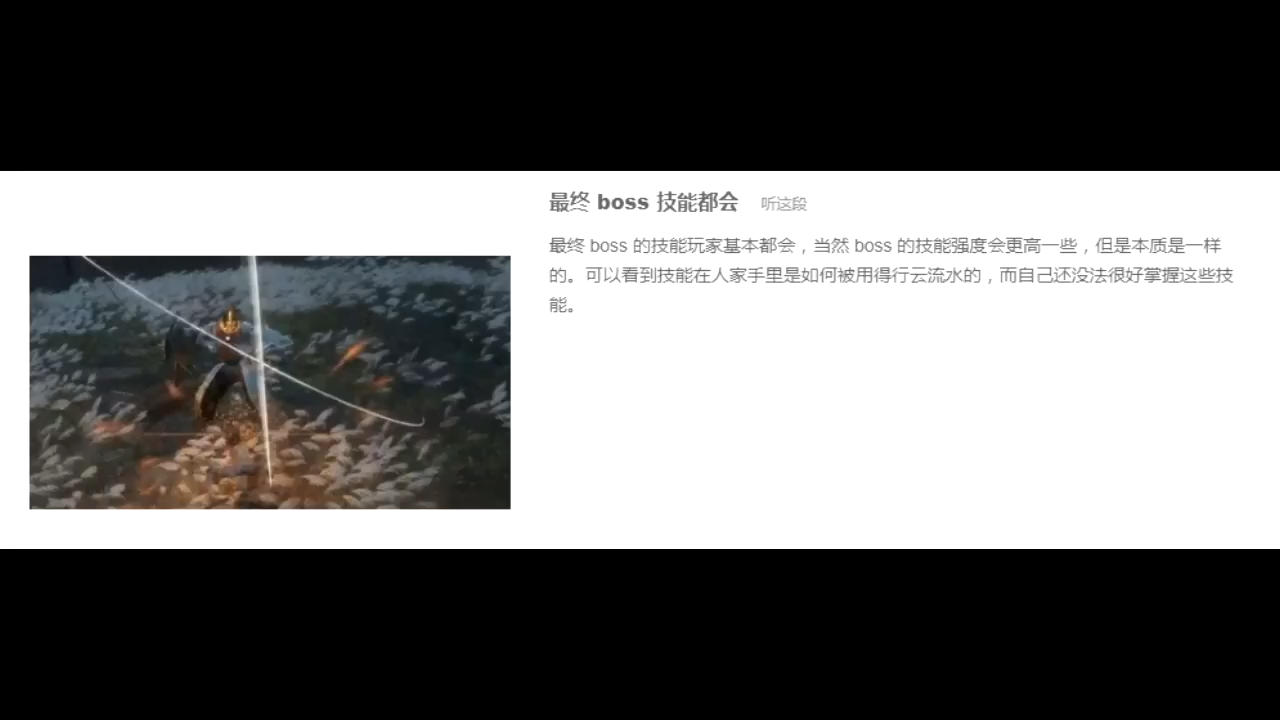 最终 boss 技能都会 听这段
最终 boss 的技能玩家基本都会，当然 boss 的技能强度会更高一些，但是本质是一样
的。可以看到技能在人家手里是如何被用得行云流水的，而自己还没法很好掌握这些技
能。